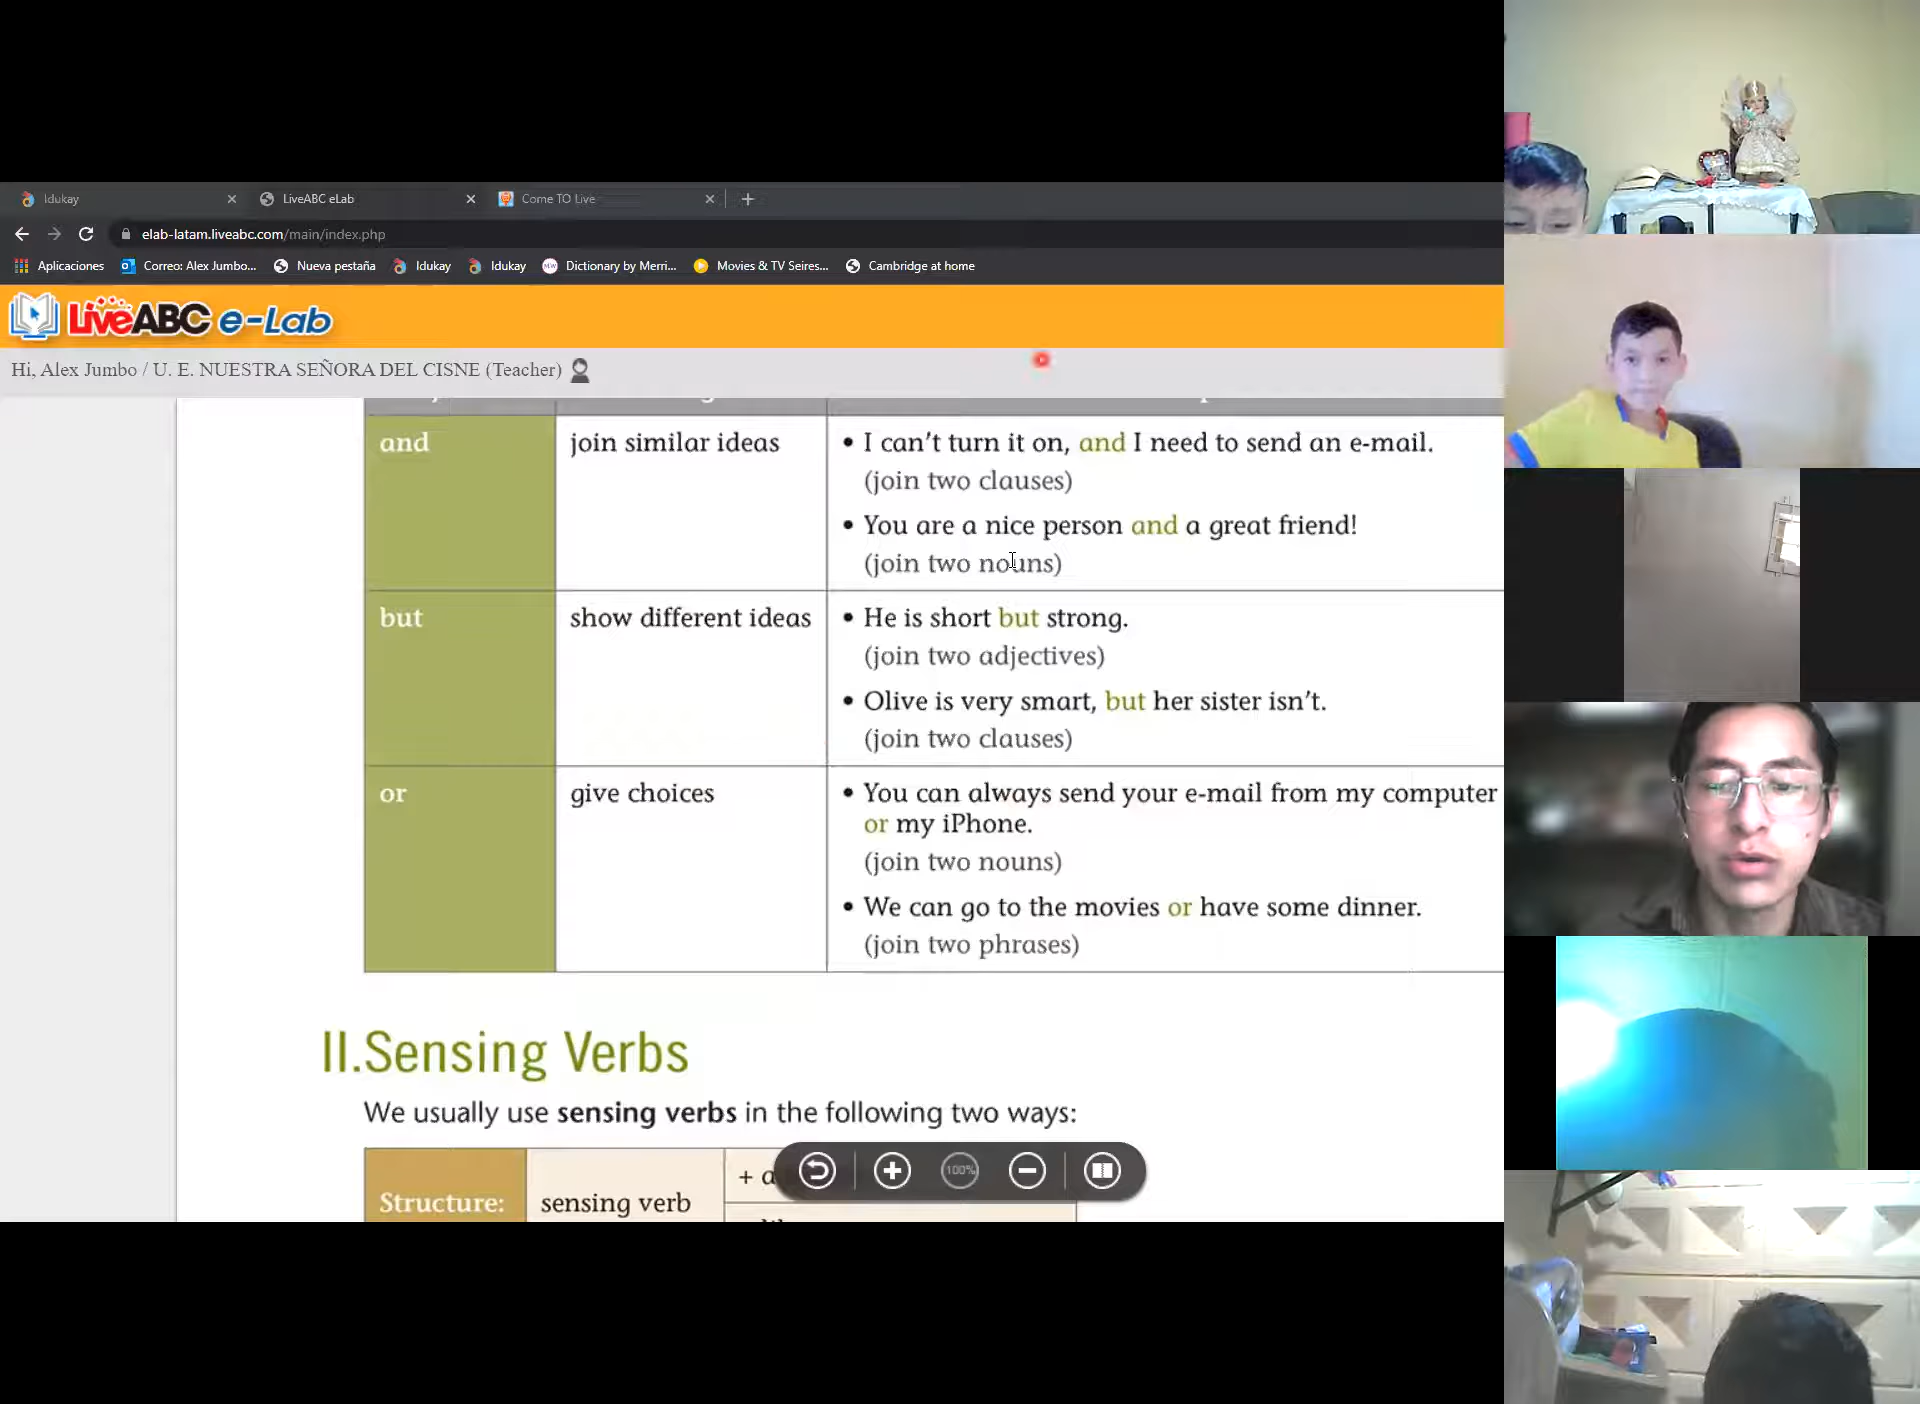 Idukay
LiveABC eLab
Come TO Live
elab-latam.liveabc.com/main/index.php
Aplicaciones
Correo: Alex Jumbo...
Nueva pestaña
Idukay
Idukay
Dictionary by Merri...
Movies & TV Seires...
Cambridge at home
LiveABC e-Lab
Hi, Alex Jumbo / U. E. NUESTRA SEÑORA DEL CISNE (Teacher)
and
join similar ideas
• I can't turn it on, and I need to send an e-mail.
(join two clauses)
• You are a nice person and a great friend!
(join two nouns)
but
show different ideas
• He is short but strong.
(join two adjectives)
• Olive is very smart, but her sister isn't.
(join two clauses)
or
give choices
• You can always send your e-mail from my computer
or my iPhone.
(join two nouns)
• We can go to the movies or have some dinner.
(join two phrases)
II.Sensing Verbs
We usually use sensing verbs in the following two ways:
Structure:
sensing verb
+ a
100%